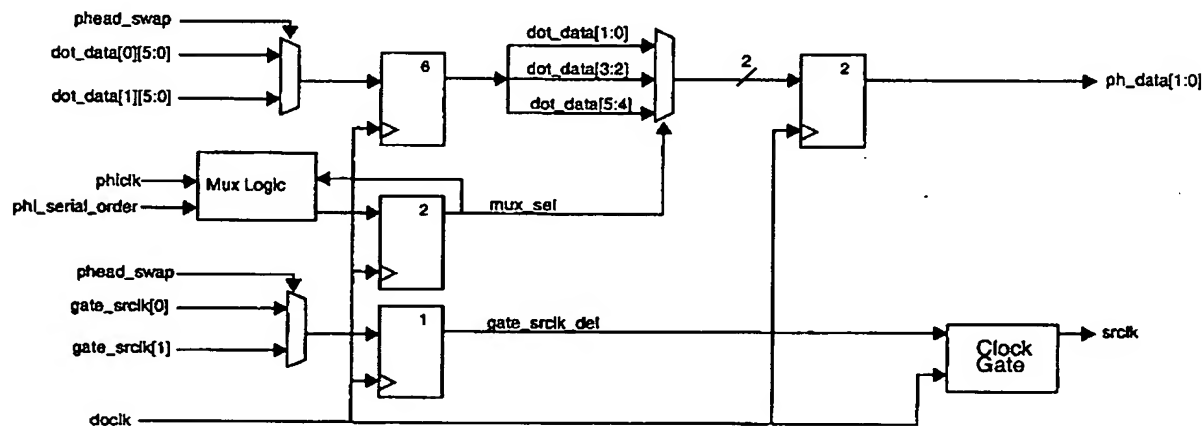 phead_swap
dot_data[0][5:0]
dot_data[1][5:0]
6
dot_data[1:0]
dot_data[3:2]
dot_data[5:4]
2
2
ph_data[1:0]
phiclk
phi_serial_order
Mux Logic
2
mux_sel
phead_swap
gate_srclk[0]
gate_srclk[1]
1
gate_srclk_del
Clock
Gate
srclk
doclk